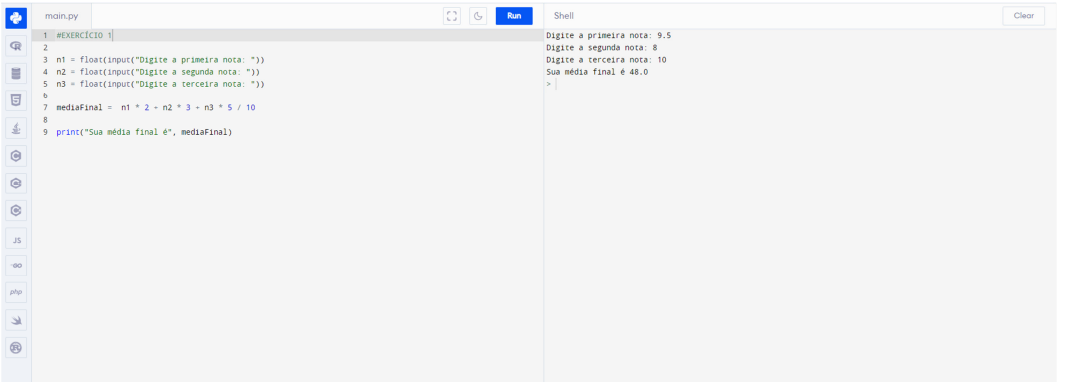 main.py
Run
Shell
Clear
1 #EXERCÍCIO 1
2
3 n1 = float(input("Digite a primeira nota: "))
4 n2 = float(input("Digite a segunda nota: "))
5 n3 = float(input("Digite a terceira nota: "))
6
7 mediaFinal =  n1 * 2 + n2 * 3 + n3 * 5 / 10
8
9 print("Sua média final é", mediaFinal)
Digite a primeira nota: 9.5
Digite a segunda nota: 8
Digite a terceira nota: 10
Sua média final é 48.0
>
JS
GO
php